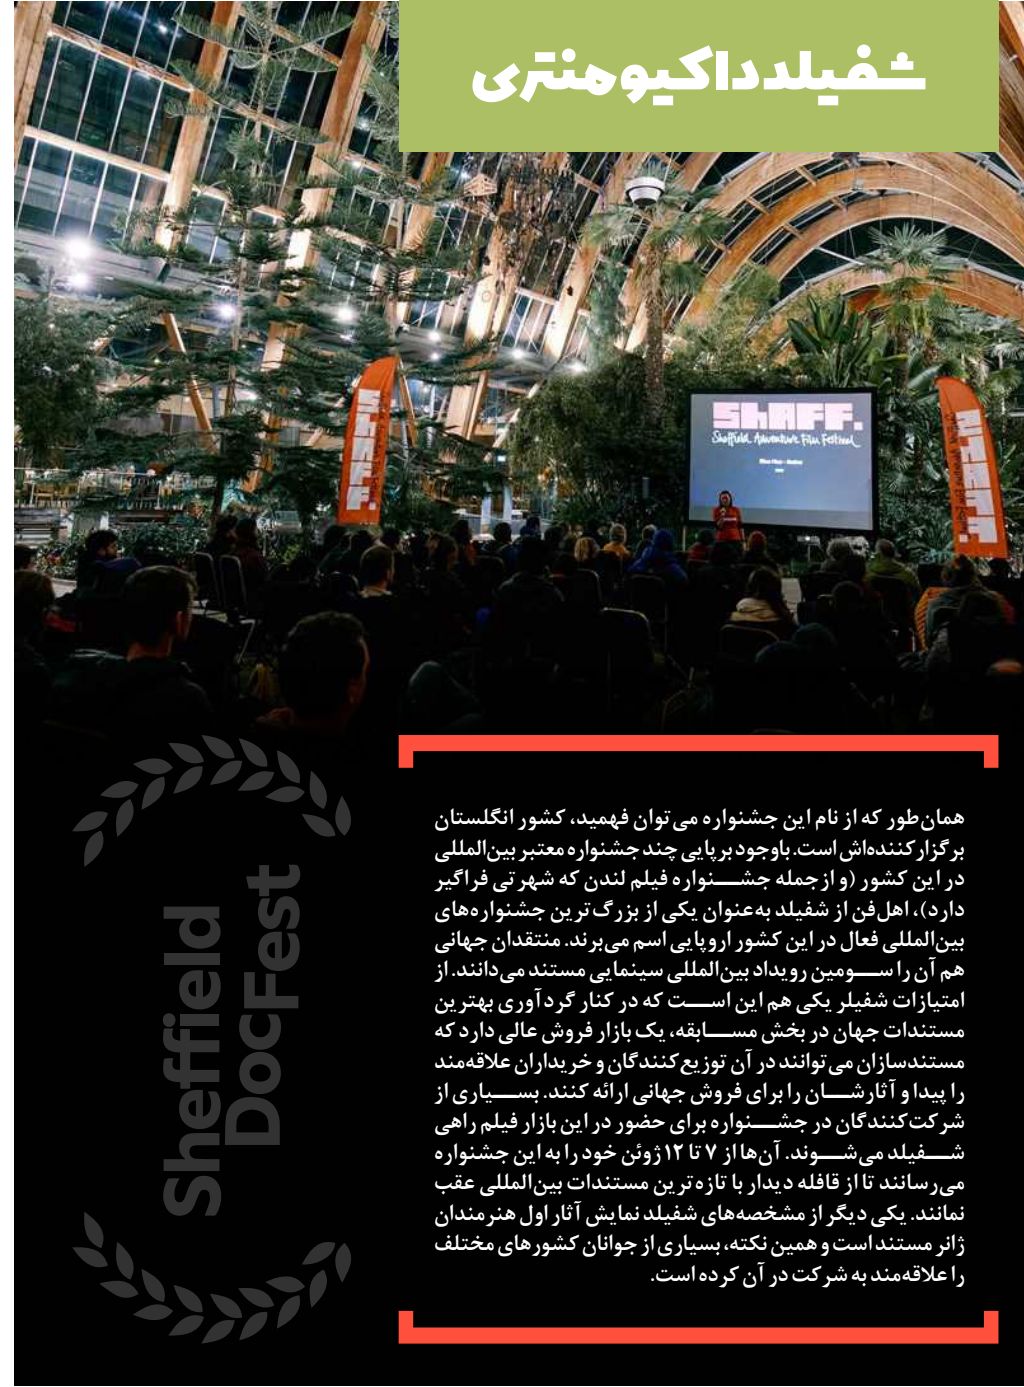 شفیلدداکیومنتری
SHAFF.
Sheffield Adventure Film Festival
SHAFF.
SHAFF.
همان‌طور که از نام این جشنواره می‌توان فهمید، کشور انگلستان
برگزارکننده‌اش است. باوجود برپایی چند جشنواره معتبر بین‌المللی
در این کشور (و ازجمله جشنواره فیلم لندن که شهرتی فراگیر
دارد)، اهل‌فن از شفیلد به‌عنوان یکی از بزرگ‌ترین جشنواره‌های
بین‌المللی فعال در این کشور اروپایی اسم می‌برند. منتقدان جهانی
هم آن را سومین رویداد بین‌المللی سینمایی مستند می‌دانند. از
امتیازات شفیلر یکی هم این است که در کنار گردآوری بهترین
مستندات جهان در بخش مسابقه، یک بازار فروش عالی دارد که
مستندسازان می‌توانند در آن توزیع‌کنندگان و خریداران علاقه‌مند
را پیدا و آثارشان را برای فروش جهانی ارائه کنند. بسیاری از
شرکت‌کنندگان در جشنواره برای حضور در این بازار فیلم راهی
شفیلد می‌شوند. آن‌ها از ۷ تا ۱۲ ژوئن خود را به این جشنواره
می‌رسانند تا از قافله دیدار با تازه‌ترین مستندات بین‌المللی عقب
نمانند. یکی دیگر از مشخصه‌های شفیلد نمایش آثار اول هنرمندان
ژانر مستند است و همین نکته، بسیاری از جوانان کشورهای مختلف
را علاقه‌مند به شرکت در آن کرده است.
Sheffield
DocFest